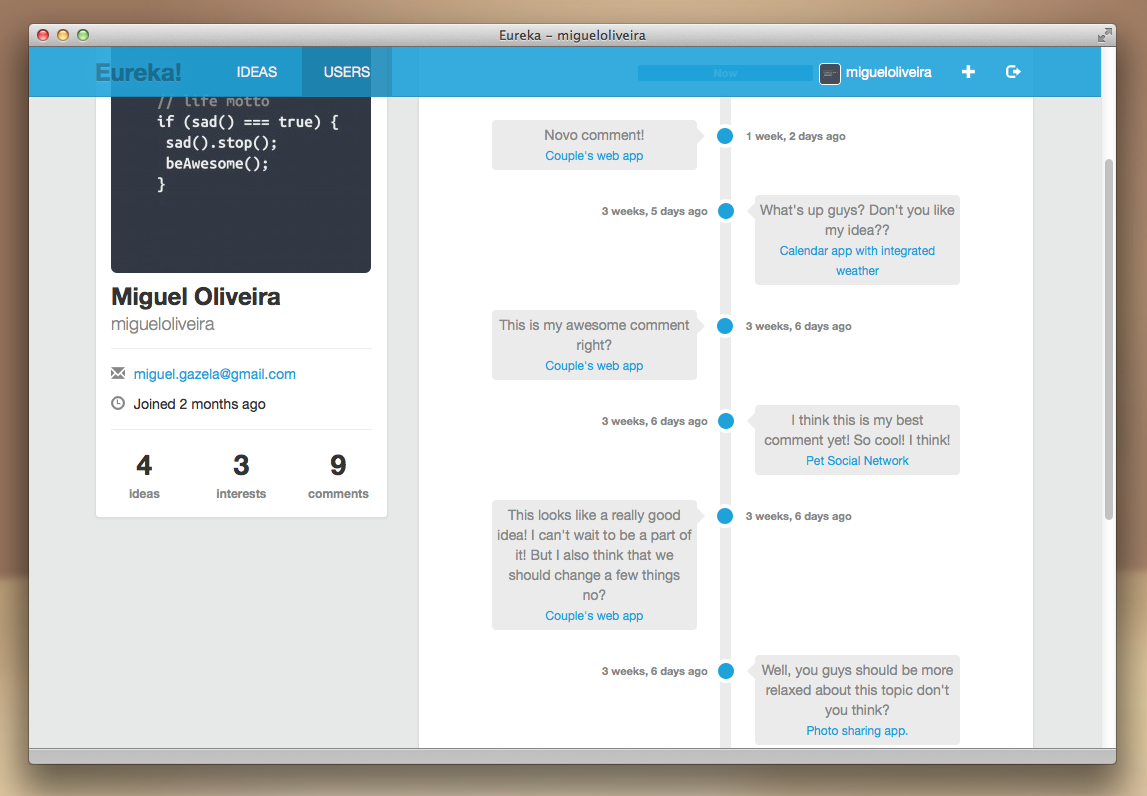 Eureka – migueloliveira
Eureka!
IDEAS
USERS
Now
migueloliveira
// life motto
if (sad() === true) {
sad().stop();
beAwesome();
}
Miguel Oliveira
migueloliveira
miguel.gazela@gmail.com
Joined 2 months ago
4
3
9
ideas
interests
comments
Novo comment!
Couple's web app
1 week, 2 days ago
3 weeks, 5 days ago
What's up guys? Don't you like
my idea??
Calendar app with integrated
weather
This is my awesome comment
right?
Couple's web app
3 weeks, 6 days ago
3 weeks, 6 days ago
I think this is my best
comment yet! So cool! I think!
Pet Social Network
This looks like a really good
idea! I can't wait to be a part of
it! But I also think that we
should change a few things
no?
Couple's web app
3 weeks, 6 days ago
3 weeks, 6 days ago
Well, you guys should be more
relaxed about this topic don't
you think?
Photo sharing app.